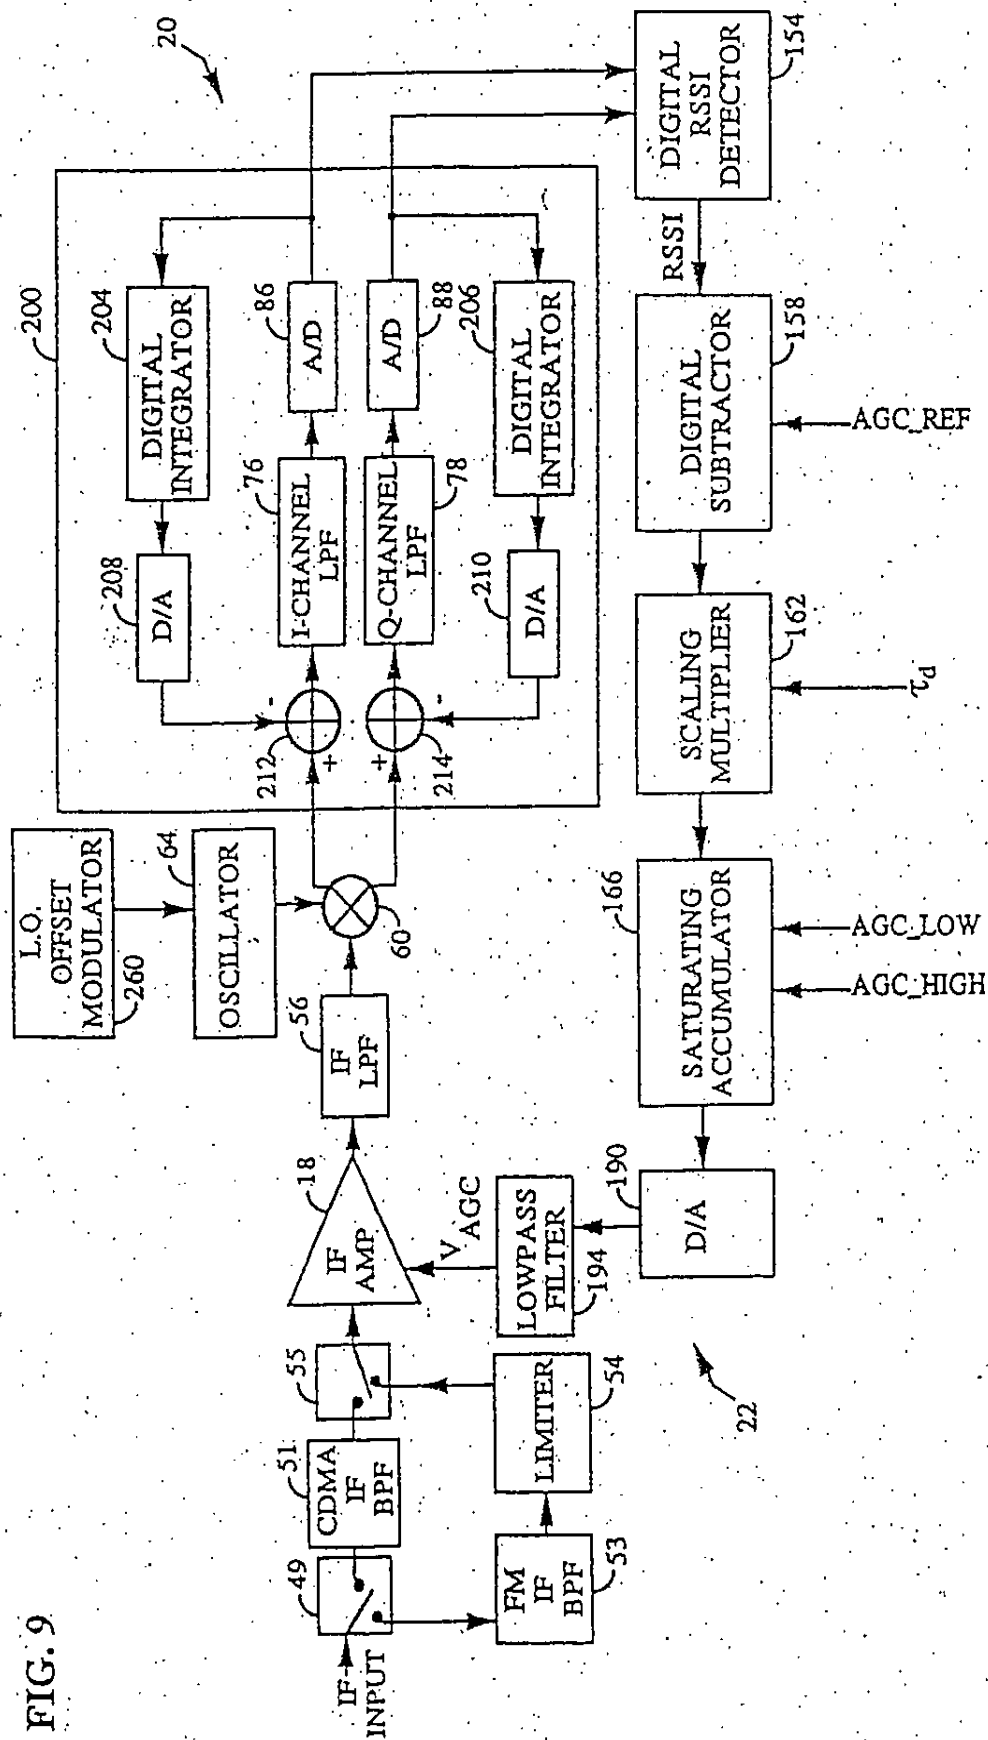 FIG. 9
20
200
204
DIGITAL
INTEGRATOR
208
D/A
86
A/D
76
I-CHANNEL
LPF
212
-
+
88
A/D
78
Q-CHANNEL
LPF
214
-
+
206
DIGITAL
INTEGRATOR
210
D/A
I.Q.
OFFSET
MODULATOR
260
64
OSCILLATOR
60
56
IF
LPF
18
IF
AMP
VAGC
55
51
CDMA
IF
BPF
49
IF
INPUT
FM
IF
BPF
53
LIMITER
54
LOWPASS
FILTER
194
190
D/A
22
166
SATURATING
ACCUMULATOR
AGC_LOW
AGC_HIGH
SCALING
MULTIPLIER
162
τd
DIGITAL
SUBTRACTOR
158
AGC_REF
RSSI
DIGITAL
RSSI
DETECTOR
154